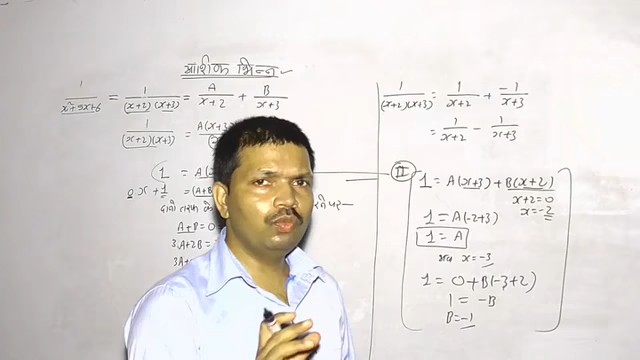 आंशिक भिन्न
1/(x²+5x+6) = 1/((x+2)(x+3)) = A/(x+2) + B/(x+3)
1/((x+2)(x+3)) = A(x+3)
1 = A(x
0.x + 1 = (A+B)
A+B=0
3A+2B=
3A+
1/((x+2)(x+3)) = 1/(x+2) + -1/(x+3)
= 1/(x+2) - 1/(x+3)
II 1 = A(x+3) + B(x+2)
x+2=0
x=-2
1 = A(-2+3)
1 = A
x=-3
1 = 0+B(-3+2)
1 = -B
B=-1